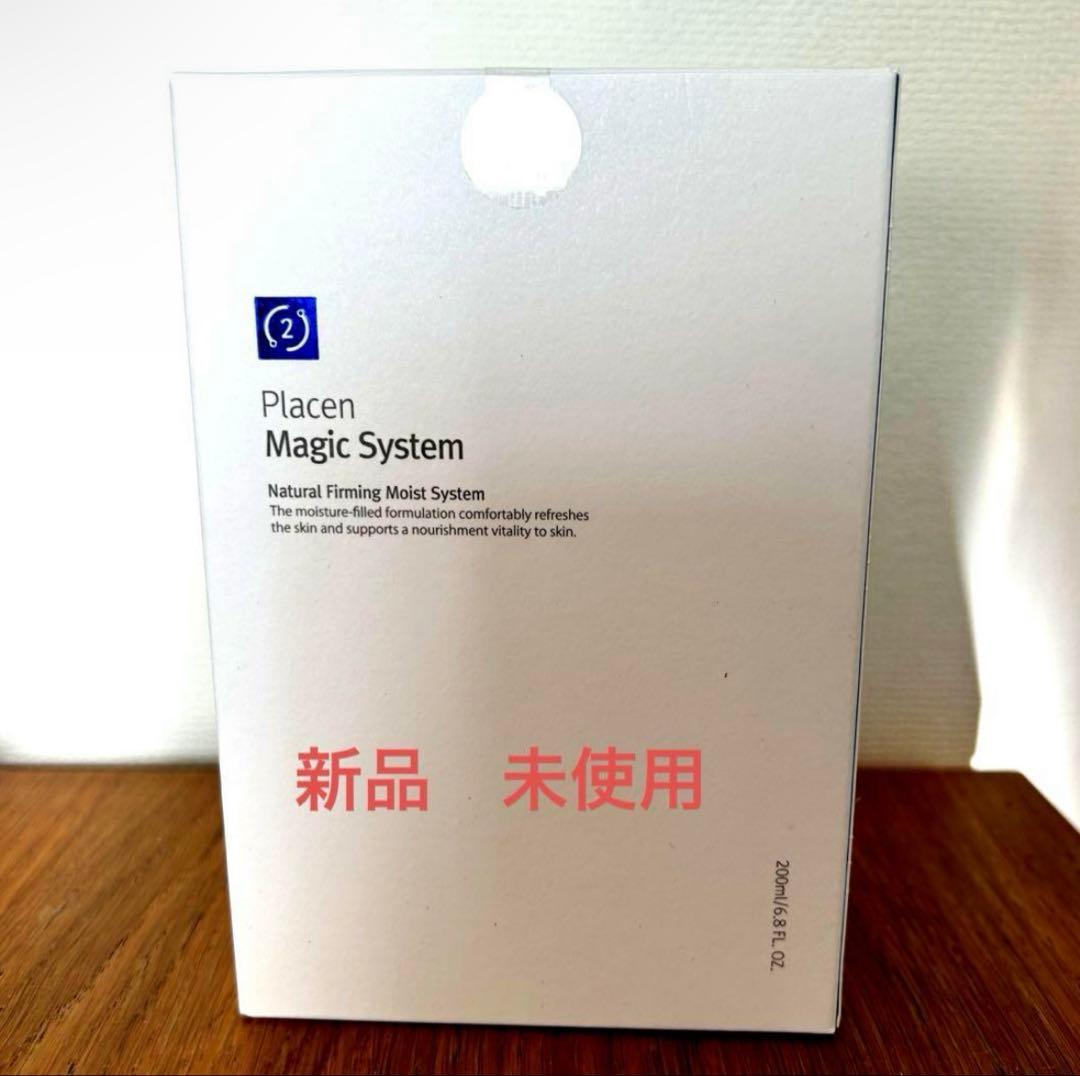 2
Placen
Magic System
Natural Firming Moist System
The moisture-filled formulation comfortably refreshes
the skin and supports a nourishment vitality to skin.
新品　未使用
200ml/6.8 FL. OZ.